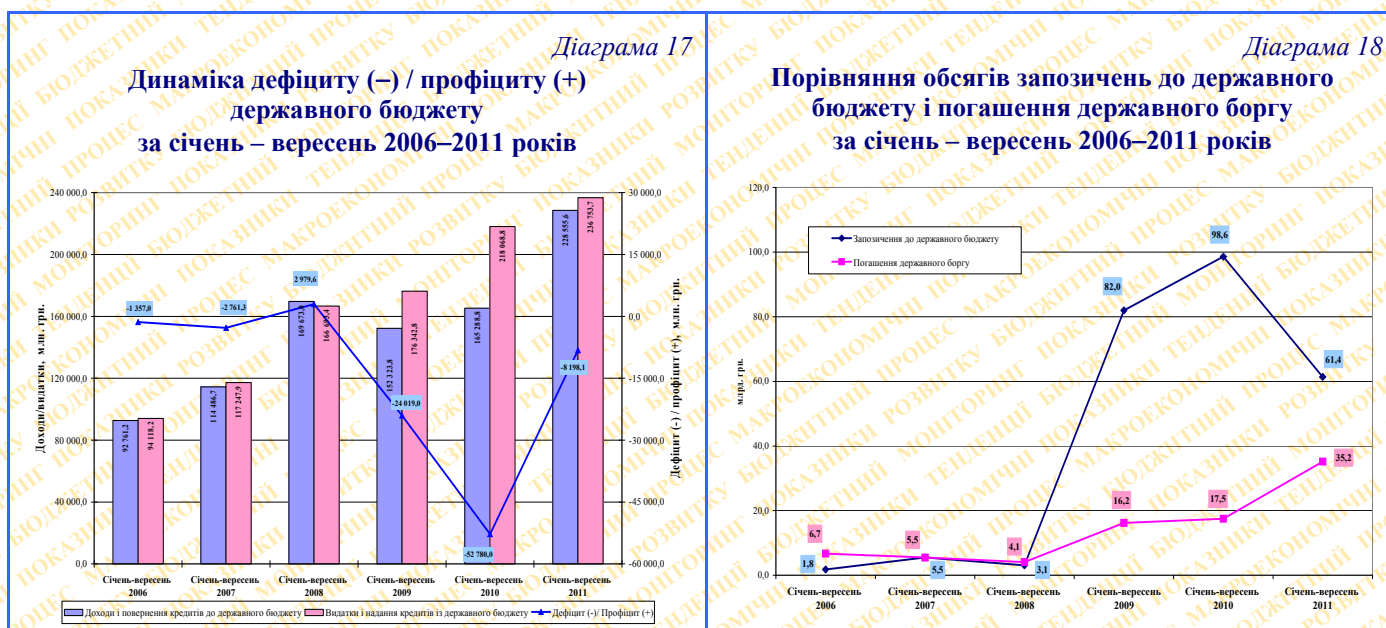 Діаграма 17
Динаміка дефіциту (–) / профіциту (+)
державного бюджету
за січень – вересень 2006–2011 років
240 000,0
200 000,0
160 000,0
120 000,0
80 000,0
40 000,0
0,0
Доходи/видатки, млн. грн.
30 000,0
15 000,0
0,0
-15 000,0
-30 000,0
-45 000,0
-60 000,0
Дефіцит (-) / профіцит (+), млн. грн.
92 761,2
94 118,2
114 486,7
117 247,9
152 323,8
176 342,8
165 288,8
218 068,8
228 555,6
236 753,7
-1 357,0
-2 761,3
2 979,6
-24 019,0
-52 780,0
-8 198,1
Січень-вересень 2006
Січень-вересень 2007
Січень-вересень 2008
Січень-вересень 2009
Січень-вересень 2010
Січень-вересень 2011
Доходи і повернення кредитів до державного бюджету
Видатки і надання кредитів із державного бюджету
Дефіцит (-)/ Профіцит (+)
Діаграма 18
Порівняння обсягів запозичень до державного
бюджету і погашення державного боргу
за січень – вересень 2006–2011 років
120,0
100,0
80,0
60,0
40,0
20,0
0,0
млрд. грн.
Запозичення до державного бюджету
Погашення державного боргу
1,8
5,5
3,1
82,0
98,6
61,4
6,7
5,5
4,1
16,2
17,5
35,2
Січень-вересень 2006
Січень-вересень 2007
Січень-вересень 2008
Січень-вересень 2009
Січень-вересень 2010
Січень-вересень 2011